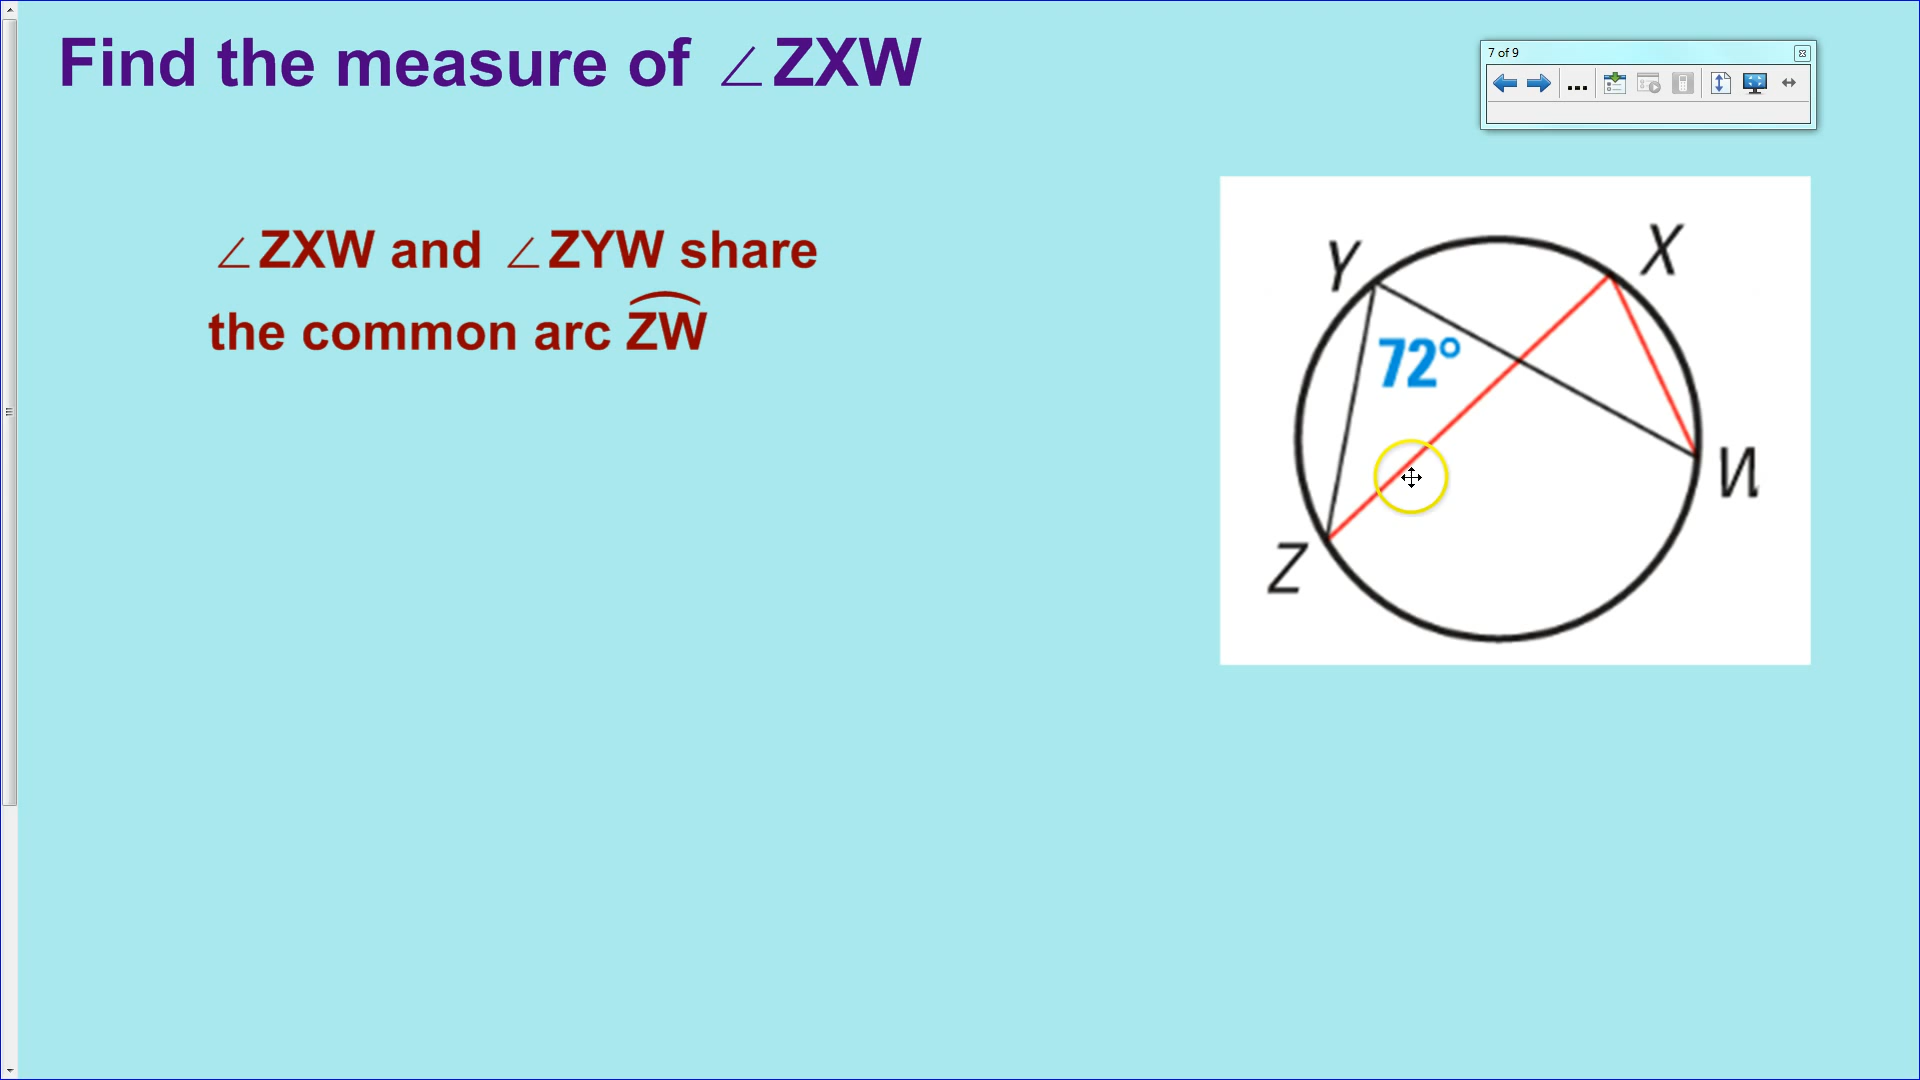 Find the measure of ∠ZXW
7 of 9
∠ZXW and ∠ZYW share
the common arc ZW
Y
X
72°
W
Z